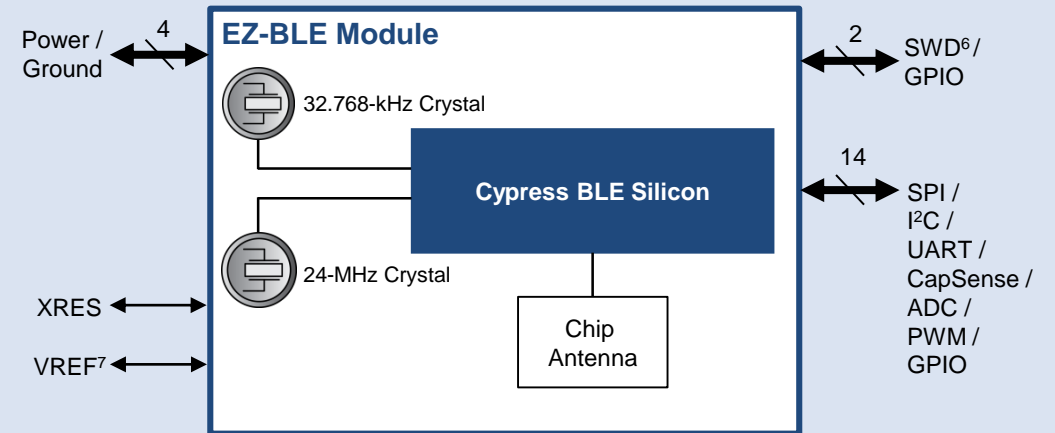 EZ-BLE Module
Power /
Ground
4
32.768-kHz Crystal
Cypress BLE Silicon
24-MHz Crystal
Chip
Antenna
XRES
VREF⁷
2
SWD⁶ /
GPIO
14
SPI /
I²C /
UART /
CapSense /
ADC /
PWM /
GPIO